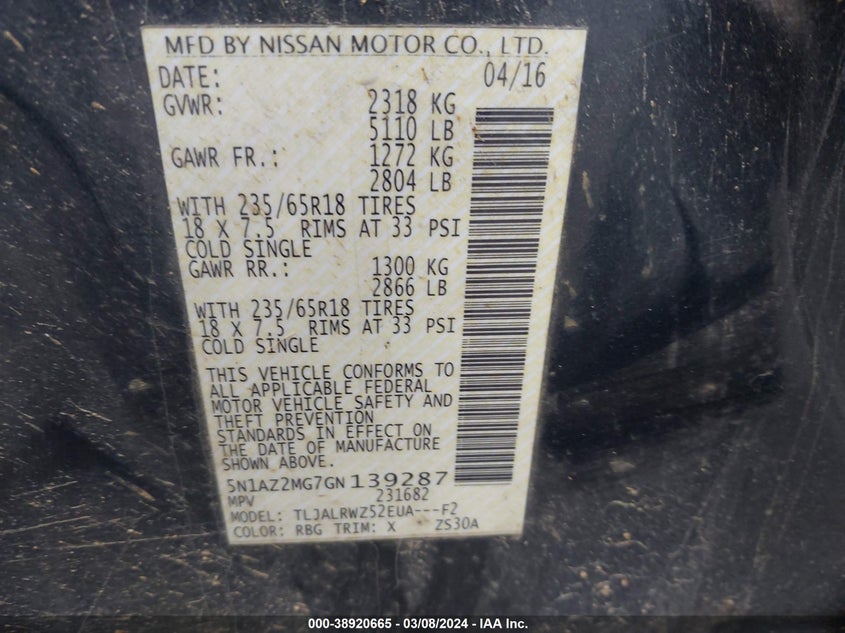 MFD BY NISSAN MOTOR CO., LTD.
DATE: 04/16
GVWR: 2318 KG
5110 LB
GAWR FR.: 1272 KG
2804 LB
WITH 235/65R18 TIRES
18 X 7.5 RIMS AT 33 PSI
COLD SINGLE
GAWR RR.: 1300 KG
2866 LB
WITH 235/65R18 TIRES
18 X 7.5 RIMS AT 33 PSI
COLD SINGLE
THIS VEHICLE CONFORMS TO
ALL APPLICABLE FEDERAL
MOTOR VEHICLE SAFETY AND
THEFT PREVENTION
STANDARDS IN EFFECT ON
THE DATE OF MANUFACTURE
SHOWN ABOVE.
5N1AZ2MG7GN139287
MPV 231682
MODEL: TLJALRWZ52EUA---F2
COLOR: RBG TRIM: X ZS30A
000-38920665 - 03/08/2024 - IAA Inc.